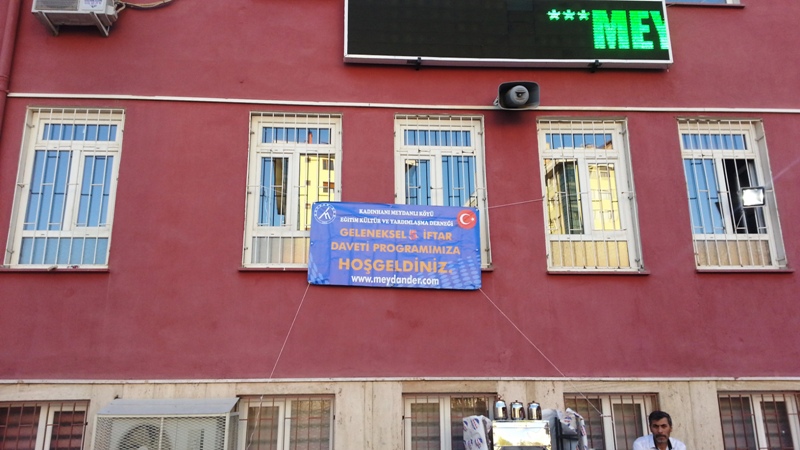 ***MEY
KADINHANI MEYDANLI KÖYÜ
EĞİTİM KÜLTÜR VE YARDIMLAŞMA DERNEĞİ
GELENEKSEL 5. İFTAR
DAVETİ PROGRAMIMIZA
HOŞGELDİNİZ.
www.meydander.com